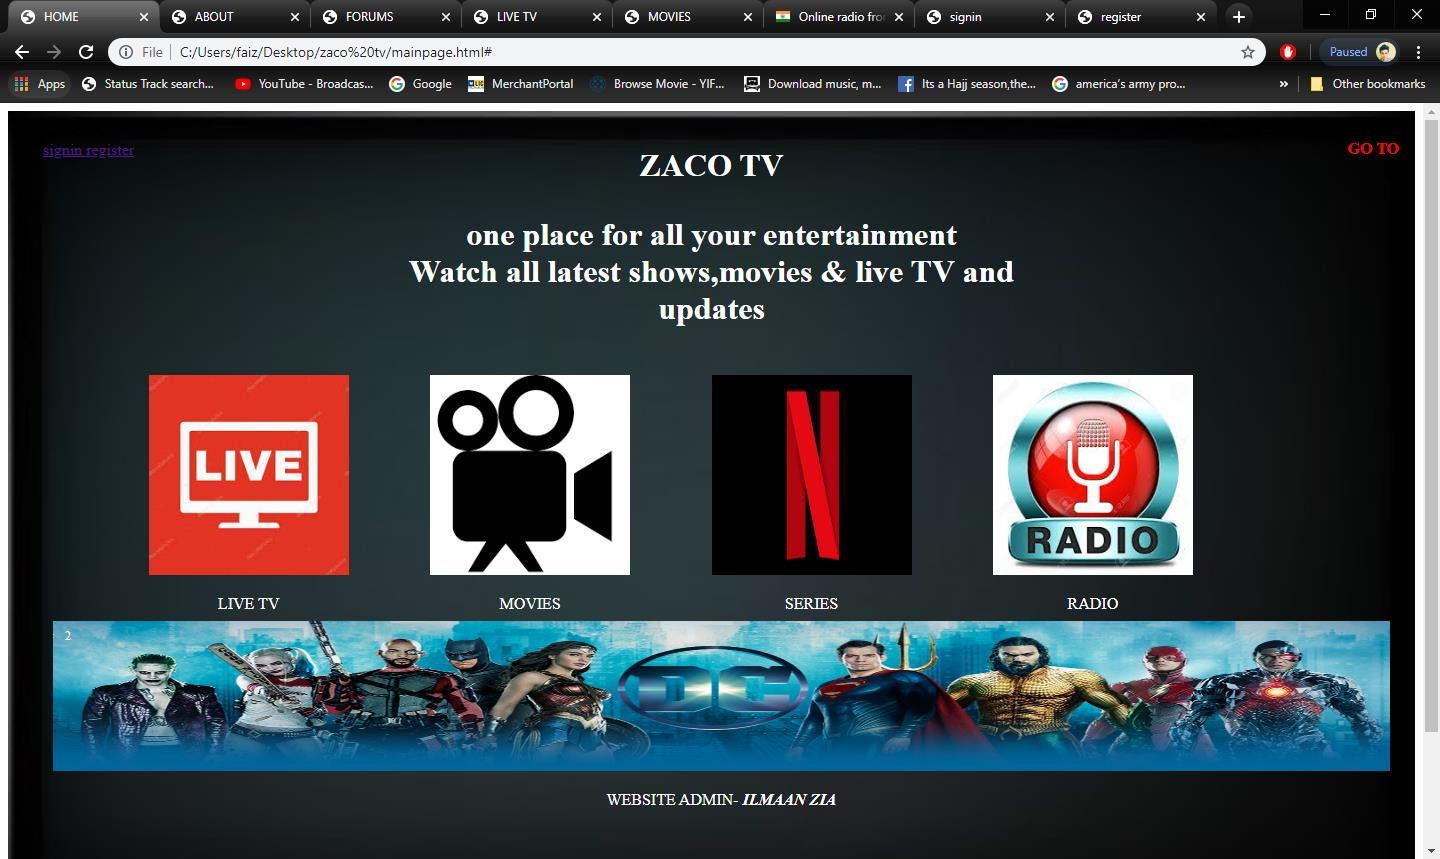 HOME
ABOUT
FORUMS
LIVE TV
MOVIES
Online radio fro
signin
register
File
C:/Users/faiz/Desktop/zaco%20tv/mainpage.html#
Paused
Apps
Status Track search...
YouTube - Broadcas...
Google
MerchantPortal
Browse Movie - YIF...
Download music, m...
Its a Hajj season,the...
america's army pro...
»
Other bookmarks
signin register
GO TO
ZACO TV
one place for all your entertainment
Watch all latest shows,movies & live TV and
updates
LIVE
N
RADIO
LIVE TV
MOVIES
SERIES
RADIO
2
DC
WEBSITE ADMIN- ILMAAN ZIA